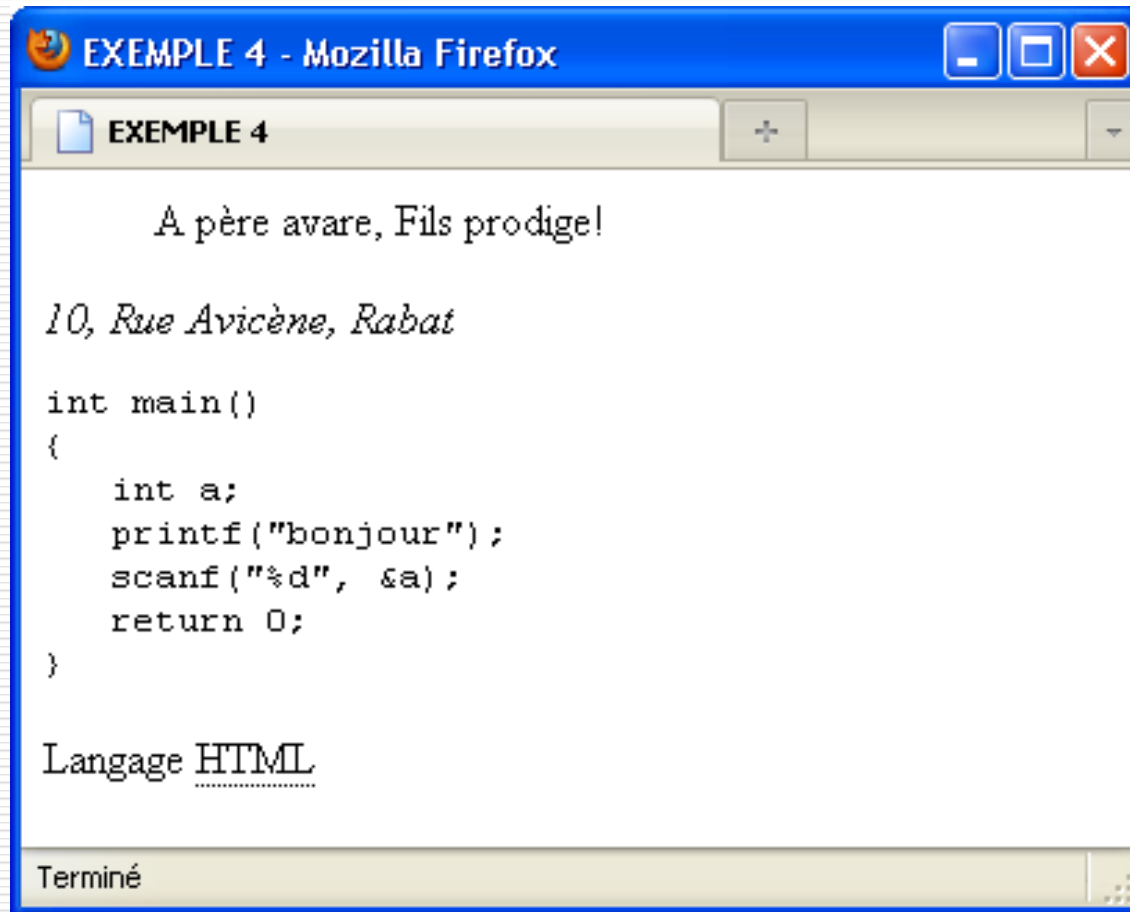 EXEMPLE 4 - Mozilla Firefox
EXEMPLE 4
A père avare, Fils prodige!
10, Rue Avicène, Rabat
int main()
{
int a;
printf("bonjour");
scanf("%d", &a);
return 0;
}
Langage HTML
Terminé